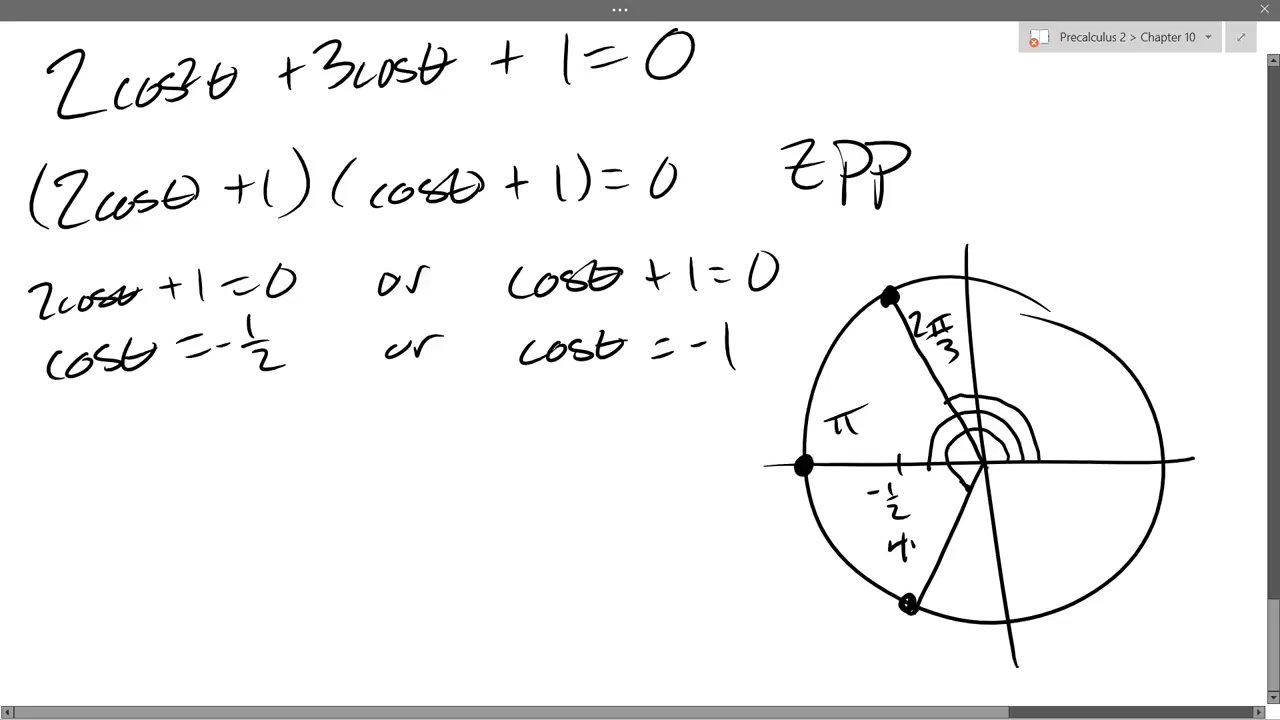 Precalculus 2 > Chapter 10
2cos²θ + 3cosθ + 1 = 0
(2cosθ + 1)(cosθ + 1) = 0 ZPP
2cosθ + 1 = 0 or cosθ + 1 = 0
cosθ = -1/2 or cosθ = -1
2π/3
π
-1/2
4